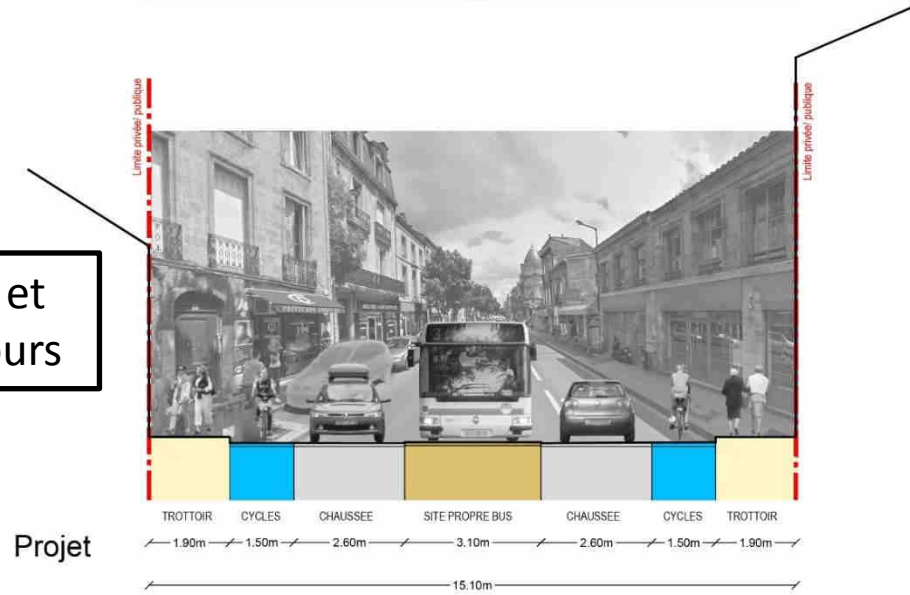 Limite privée/ publique
Limite privée/ publique
et
ours
TROTTOIR CYCLES CHAUSSEE SITE PROPRE BUS CHAUSSEE CYCLES TROTTOIR
Projet
1.90m 1.50m 2.60m 3.10m 2.60m 1.50m 1.90m
15.10m